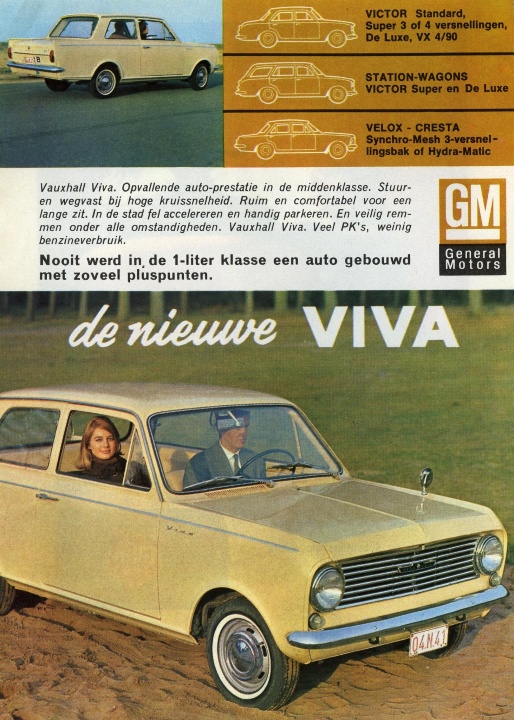 VICTOR Standard,
Super 3 of 4 versnellingen,
De Luxe, VX 4/90
STATION-WAGONS
VICTOR Super en De Luxe
VELOX - CRESTA
Synchro-Mesh 3-versnel-
lingsbak of Hydra-Matic
Vauxhall Viva. Opvallende auto-prestatie in de middenklasse. Stuur-
en wegvast bij hoge kruissnelheid. Ruim en comfortabel voor een
lange zit. In de stad fel accelereren en handig parkeren. En veilig rem-
men onder alle omstandigheden. Vauxhall Viva. Veel PK's, weinig
benzineverbruik.
Nooit werd in de 1-liter klasse een auto gebouwd
met zoveel pluspunten.
GM
General
Motors
de nieuwe VIVA
Viva
04.N.41